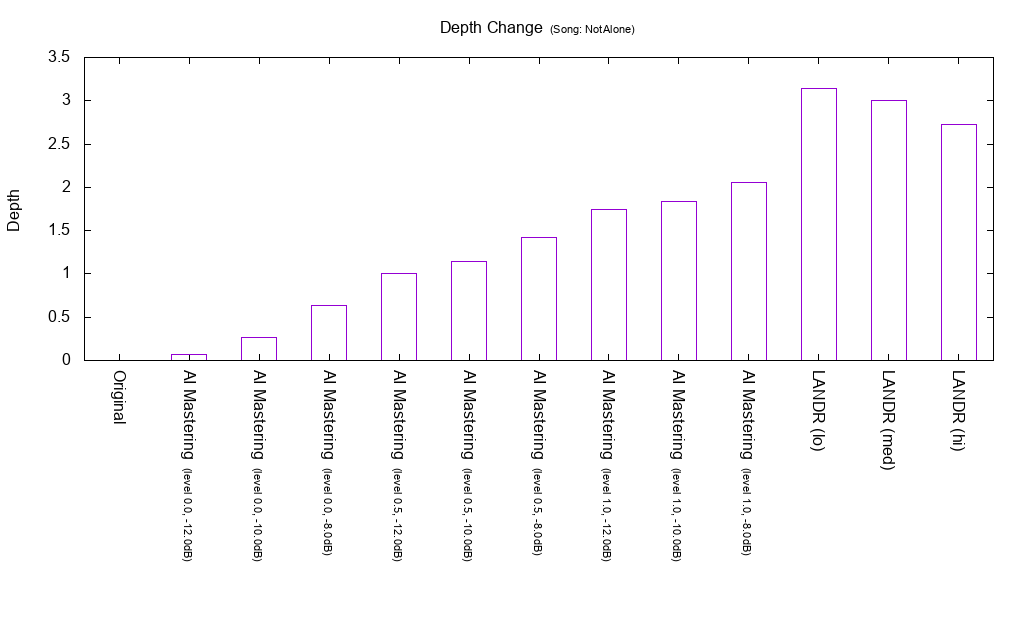 Depth Change (Song: NotAlone)
3.5
3
2.5
2
1.5
1
0.5
0
Depth
Original
AI Mastering (level 0.0, -12.0dB)
AI Mastering (level 0.0, -10.0dB)
AI Mastering (level 0.0, -8.0dB)
AI Mastering (level 0.5, -12.0dB)
AI Mastering (level 0.5, -10.0dB)
AI Mastering (level 0.5, -8.0dB)
AI Mastering (level 1.0, -12.0dB)
AI Mastering (level 1.0, -10.0dB)
AI Mastering (level 1.0, -8.0dB)
LANDR (lo)
LANDR (med)
LANDR (hi)